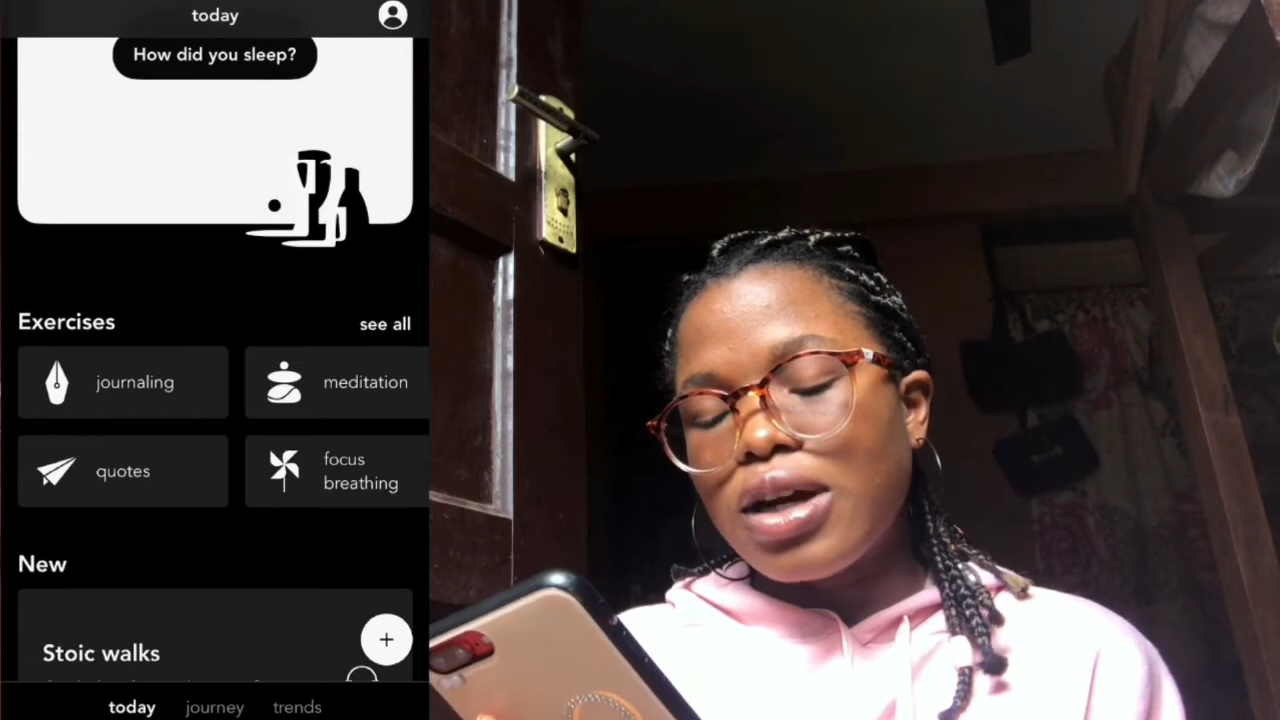 today
How did you sleep?
Exercises
see all
journaling
meditation
quotes
focus
breathing
New
Stoic walks
+
today journey trends